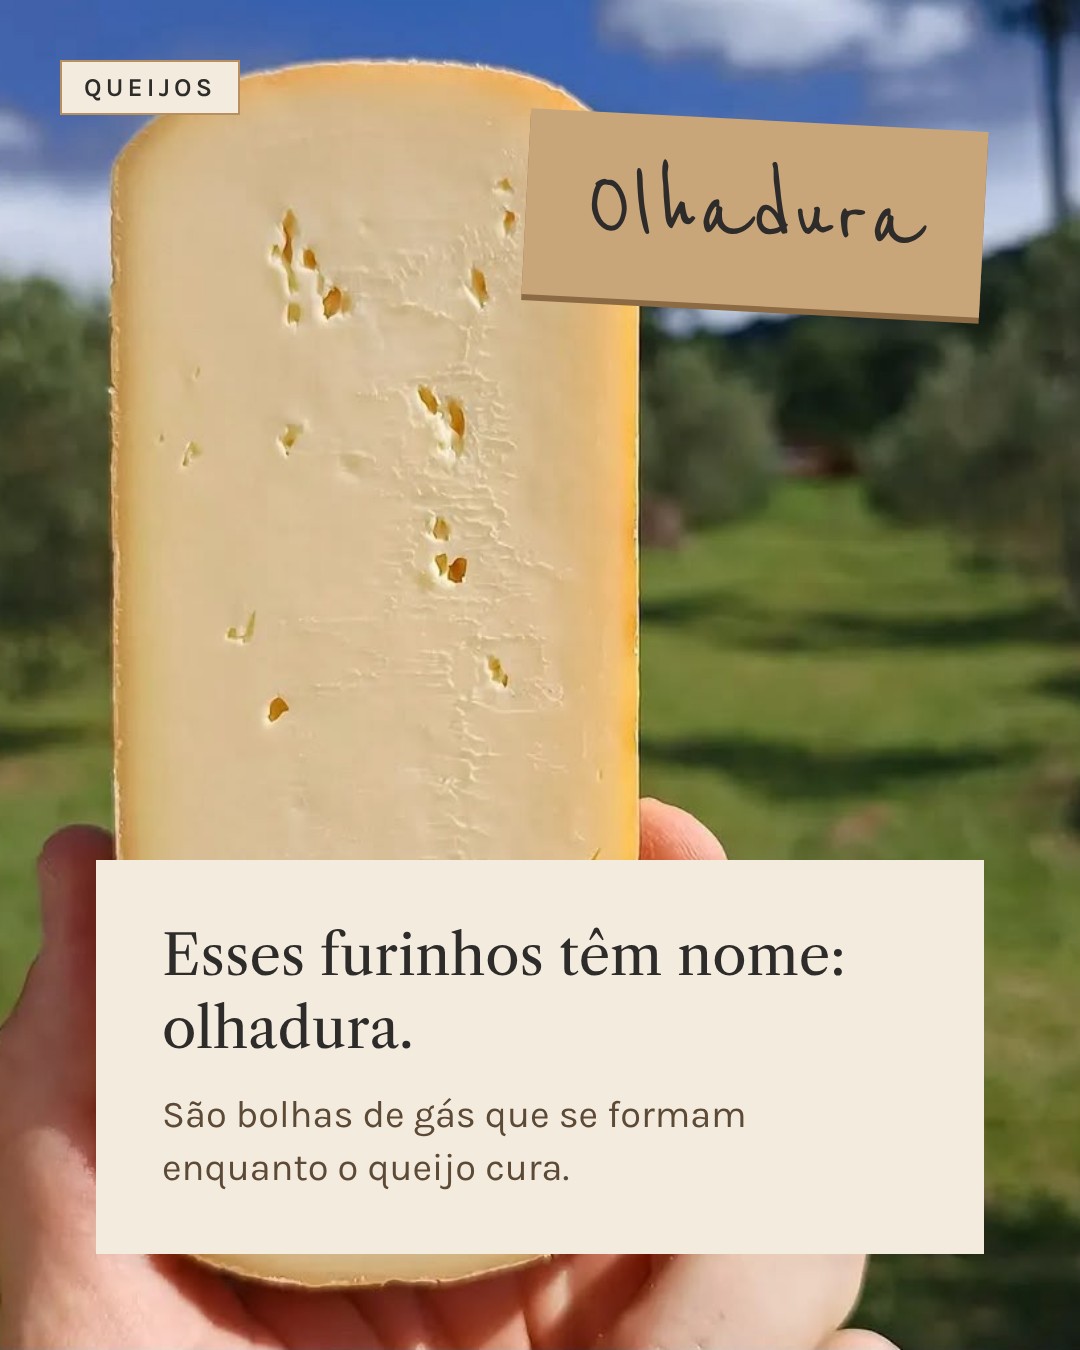 QUEIJOS
Olhadura
Esses furinhos têm nome:
olhadura.
São bolhas de gás que se formam
enquanto o queijo cura.